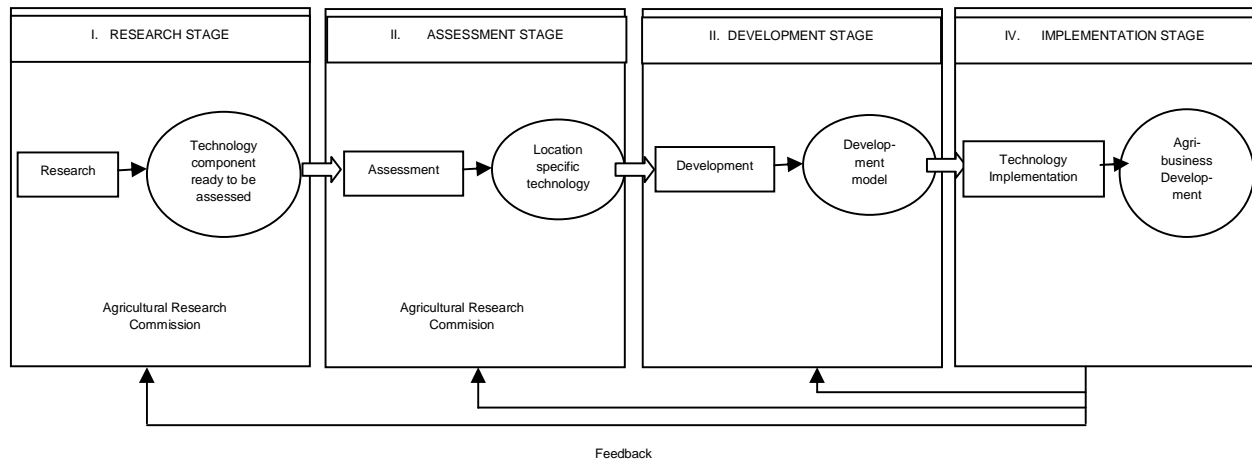 I. RESEARCH STAGE
Research
Technology
component
ready to be
assessed
Agricultural Research
Commission
II. ASSESSMENT STAGE
Assessment
Location
specific
technology
Agricultural Research
Commision
II. DEVELOPMENT STAGE
Development
Develop-
ment
model
IV. IMPLEMENTATION STAGE
Technology
Implementation
Agri-
business
Develop-
ment
Feedback